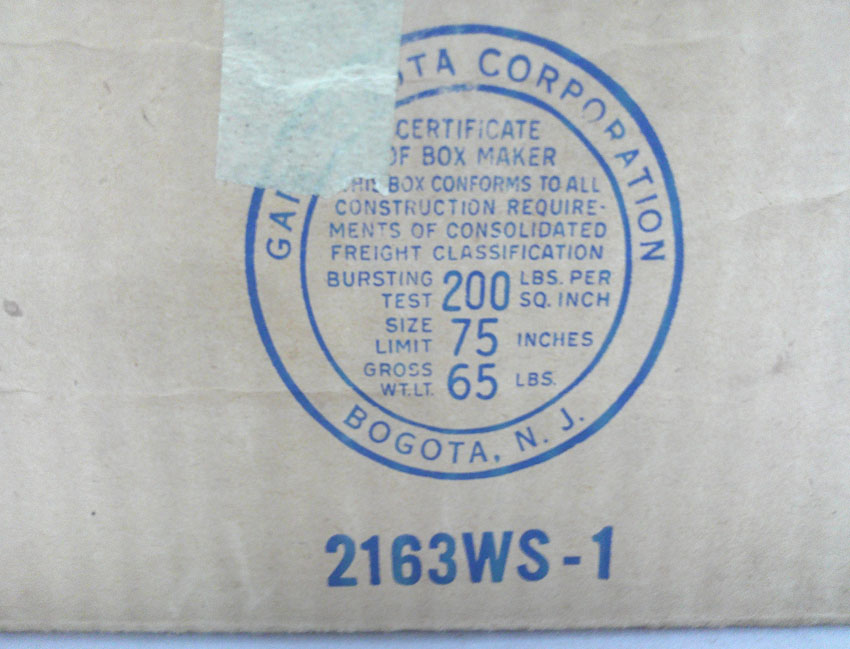 CORPORATION
CERTIFICATE
OF BOX MAKER
THIS BOX CONFORMS TO ALL
CONSTRUCTION REQUIRE-
MENTS OF CONSOLIDATED
FREIGHT CLASSIFICATION
BURSTING TEST 200 LBS. PER SQ. INCH
SIZE LIMIT 75 INCHES
GROSS WT. LT. 65 LBS.
BOGOTA, N. J.
2163WS-1